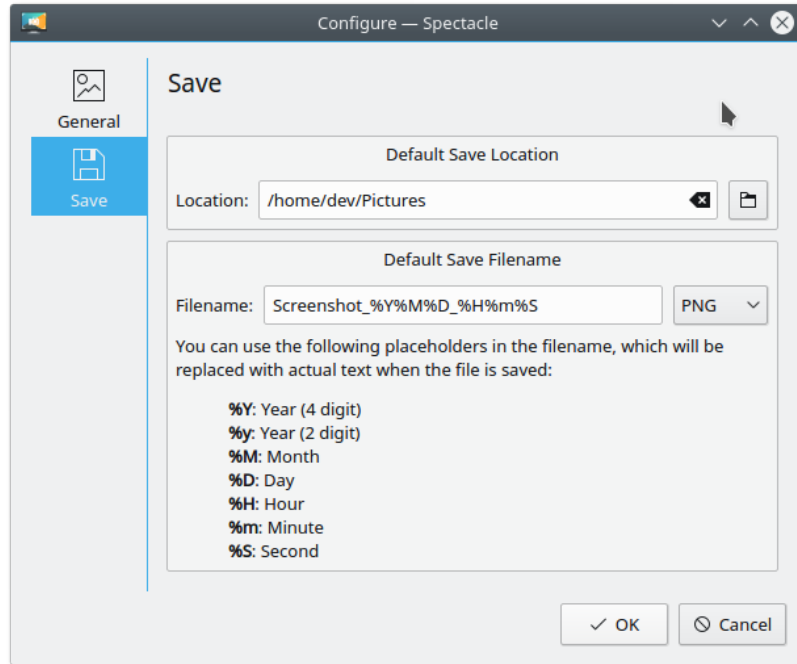 Configure — Spectacle
General
Save
Save
Default Save Location
Location: /home/dev/Pictures
Default Save Filename
Filename: Screenshot_%Y%M%D_%H%m%S PNG
You can use the following placeholders in the filename, which will be
replaced with actual text when the file is saved:
%Y: Year (4 digit)
%y: Year (2 digit)
%M: Month
%D: Day
%H: Hour
%m: Minute
%S: Second
OK Cancel